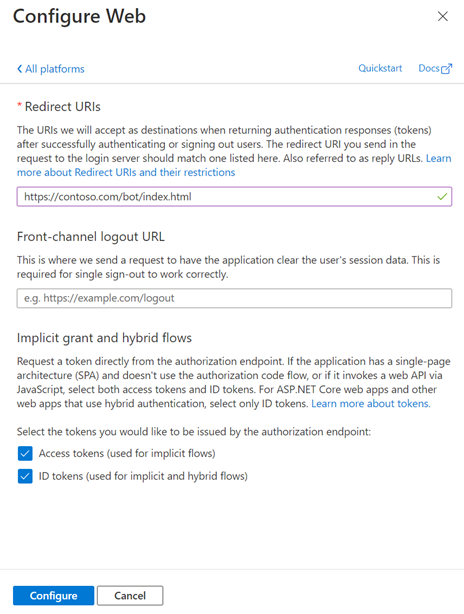 Configure Web
All platforms
Quickstart
Docs
* Redirect URIs
The URIs we will accept as destinations when returning authentication responses (tokens)
after successfully authenticating or signing out users. The redirect URI you send in the
request to the login server should match one listed here. Also referred to as reply URLs. Learn
more about Redirect URIs and their restrictions
https://contoso.com/bot/index.html
Front-channel logout URL
This is where we send a request to have the application clear the user's session data. This is
required for single sign-out to work correctly.
e.g. https://example.com/logout
Implicit grant and hybrid flows
Request a token directly from the authorization endpoint. If the application has a single-page
architecture (SPA) and doesn't use the authorization code flow, or if it invokes a web API via
JavaScript, select both access tokens and ID tokens. For ASP.NET Core web apps and other
web apps that use hybrid authentication, select only ID tokens. Learn more about tokens.
Select the tokens you would like to be issued by the authorization endpoint:
Access tokens (used for implicit flows)
ID tokens (used for implicit and hybrid flows)
Configure
Cancel